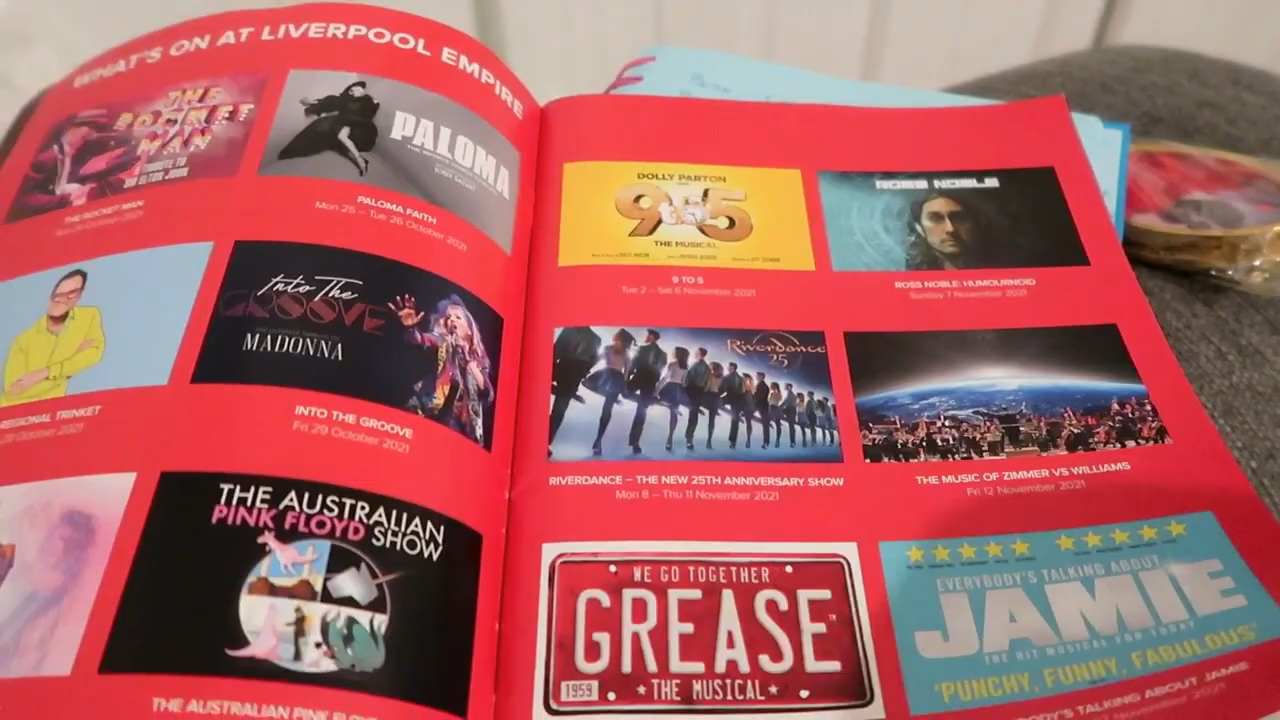 WHAT'S ON AT LIVERPOOL EMPIRE
THE
ROCKET
MAN
A TRIBUTE TO
SIR ELTON JOHN
THE ROCKET MAN
PALOMA
PALOMA FAITH
Mon 25 – Tue 26 October 2021
REGIONAL TRINKET
October 2021
Into The
GROOVE
MADONNA
INTO THE GROOVE
Fri 29 October 2021
THE AUSTRALIAN
PINK FLOYD SHOW
THE AUSTRALIAN PINK
DOLLY PARTON
9 to 5
THE MUSICAL
9 TO 5
Tue 2 – Sat 6 November 2021
ROSS NOBLE
ROSS NOBLE: HUMOURNOID
Sunday 7 November 2021
Riverdance
25
RIVERDANCE – THE NEW 25TH ANNIVERSARY SHOW
Mon 8 – Thu 11 November 2021
THE MUSIC OF ZIMMER VS WILLIAMS
Fri 12 November 2021
WE GO TOGETHER
GREASE
1959
THE MUSICAL
EVERYBODY'S TALKING ABOUT
JAMIE
THE HIT MUSICAL FOR TODAY
'PUNCHY, FUNNY, FABULOUS'
BODY'S TALKING ABOUT JAMIE